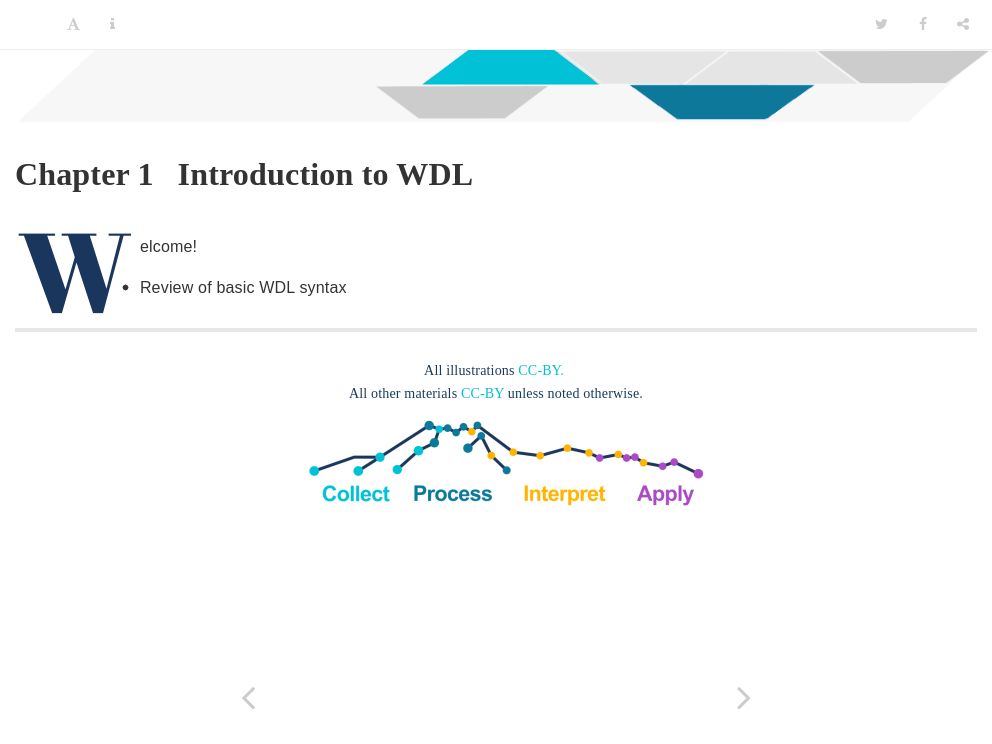 Chapter 1 Introduction to WDL
Welcome!
• Review of basic WDL syntax
All illustrations CC-BY.
All other materials CC-BY unless noted otherwise.
Collect Process Interpret Apply